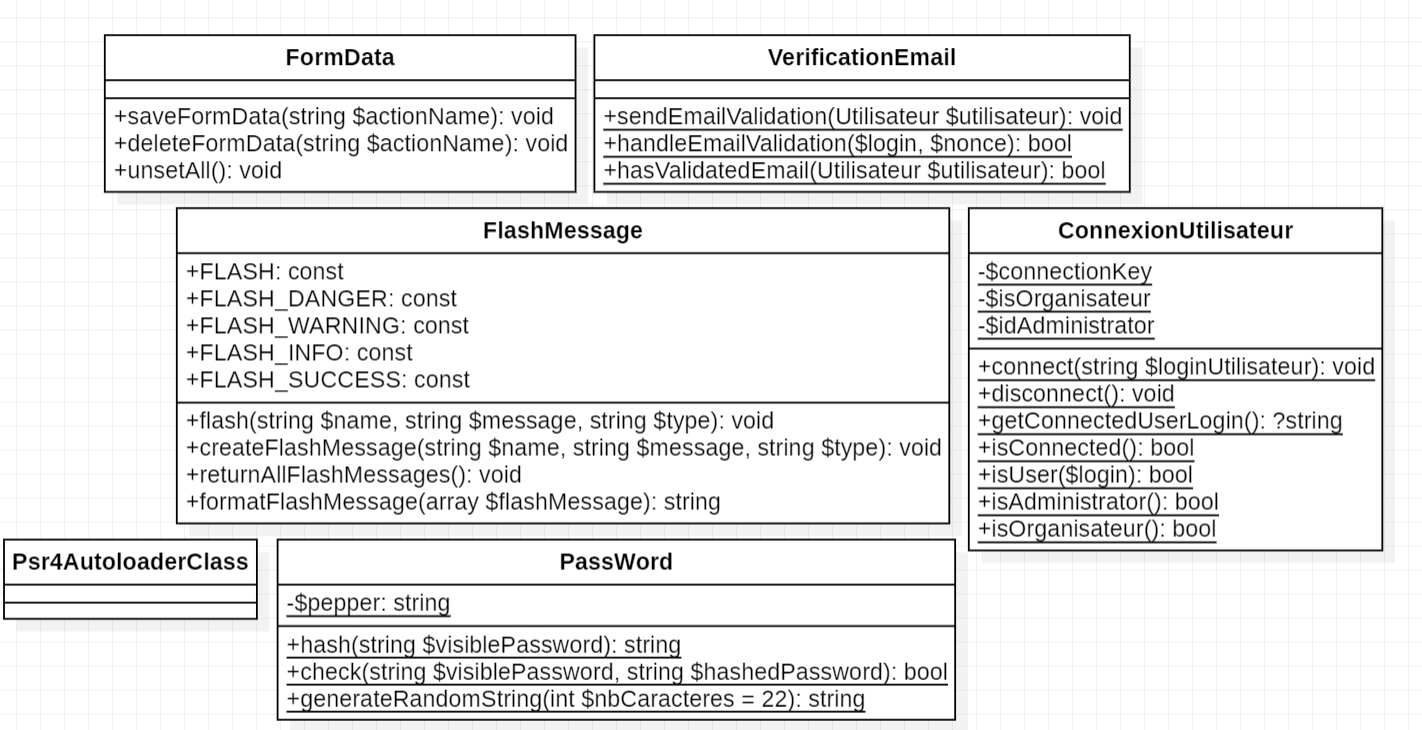 FormData
+saveFormData(string $actionName): void
+deleteFormData(string $actionName): void
+unsetAll(): void
VerificationEmail
+sendEmailValidation(Utilisateur $utilisateur): void
+handleEmailValidation($login, $nonce): bool
+hasValidatedEmail(Utilisateur $utilisateur): bool
FlashMessage
+FLASH: const
+FLASH_DANGER: const
+FLASH_WARNING: const
+FLASH_INFO: const
+FLASH_SUCCESS: const
+flash(string $name, string $message, string $type): void
+createFlashMessage(string $name, string $message, string $type): void
+returnAllFlashMessages(): void
+formatFlashMessage(array $flashMessage): string
ConnexionUtilisateur
-$connectionKey
-$isOrganisateur
-$idAdministrator
+connect(string $loginUtilisateur): void
+disconnect(): void
+getConnectedUserLogin(): ?string
+isConnected(): bool
+isUser($login): bool
+isAdministrator(): bool
+isOrganisateur(): bool
Psr4AutoloaderClass
PassWord
-$pepper: string
+hash(string $visiblePassword): string
+check(string $visiblePassword, string $hashedPassword): bool
+generateRandomString(int $nbCaracteres = 22): string